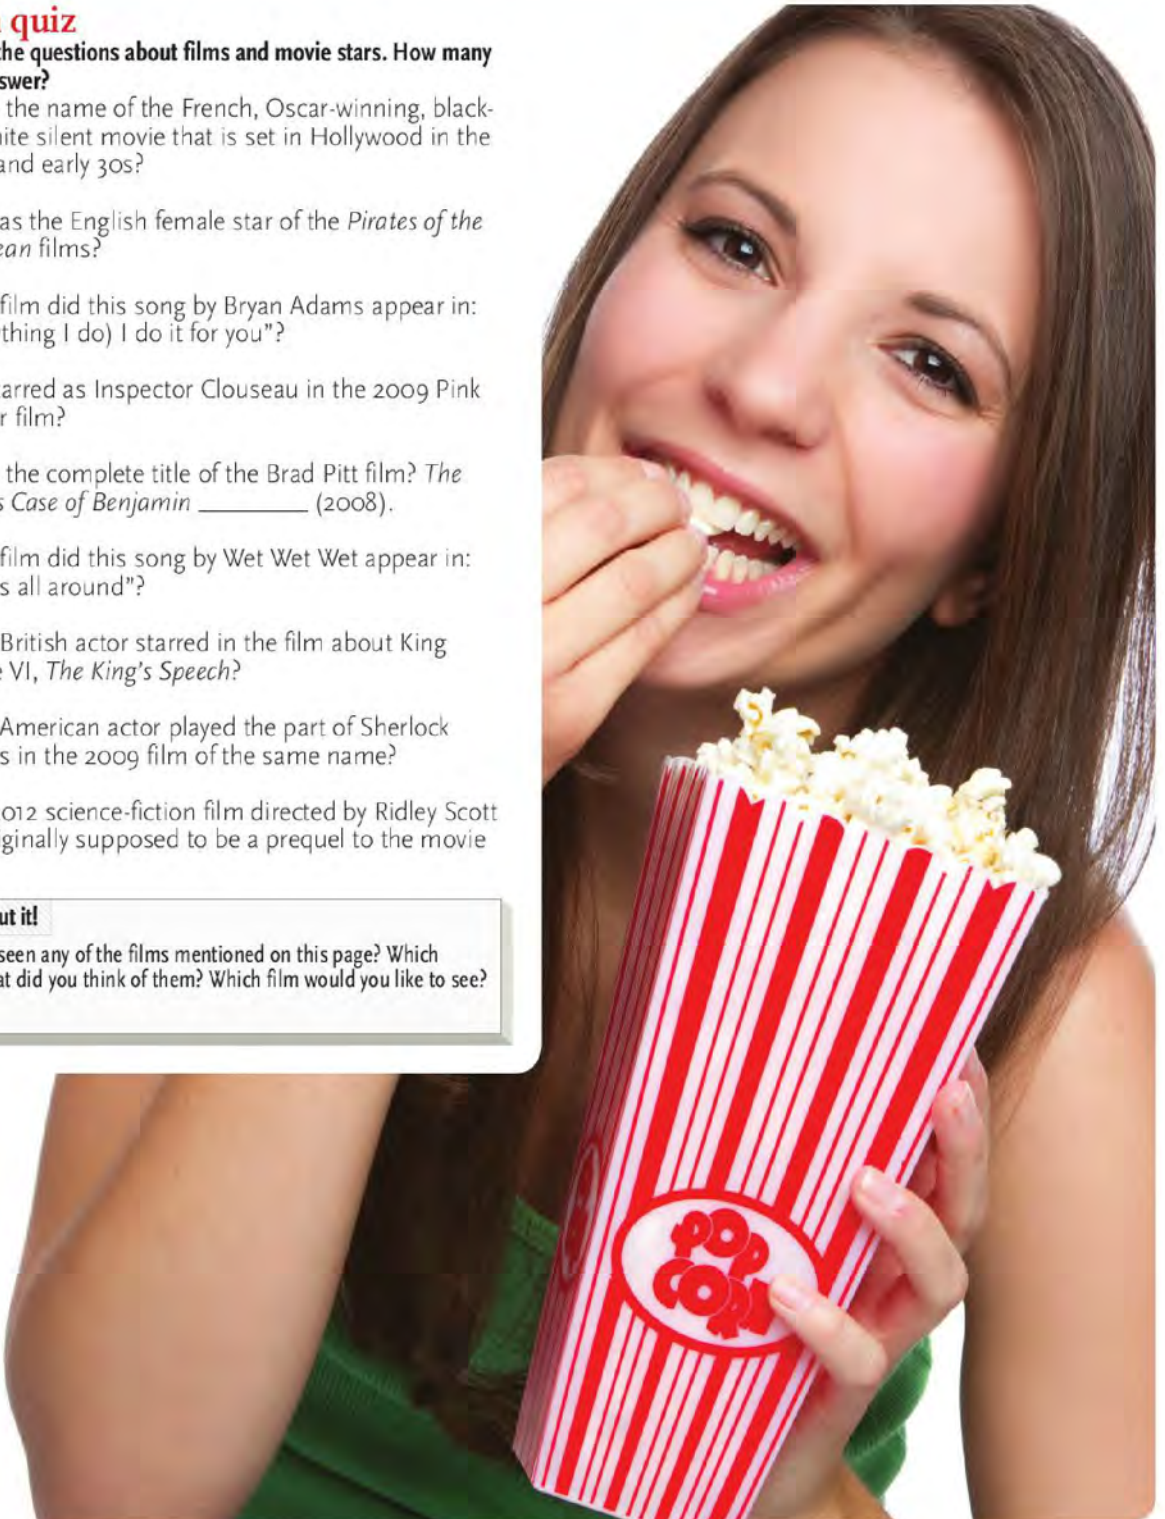 quiz
the questions about films and movie stars. How many
swer?
the name of the French, Oscar-winning, black-
ite silent movie that is set in Hollywood in the
and early 30s?
as the English female star of the Pirates of the
ean films?
film did this song by Bryan Adams appear in:
thing I do) I do it for you"?
arred as Inspector Clouseau in the 2009 Pink
r film?
the complete title of the Brad Pitt film? The
s Case of Benjamin ________ (2008).
film did this song by Wet Wet Wet appear in:
s all around"?
British actor starred in the film about King
VI, The King's Speech?
American actor played the part of Sherlock
s in the 2009 film of the same name?
012 science-fiction film directed by Ridley Scott
ginally supposed to be a prequel to the movie
ut it!
seen any of the films mentioned on this page? Which
at did you think of them? Which film would you like to see?
POP
CORN